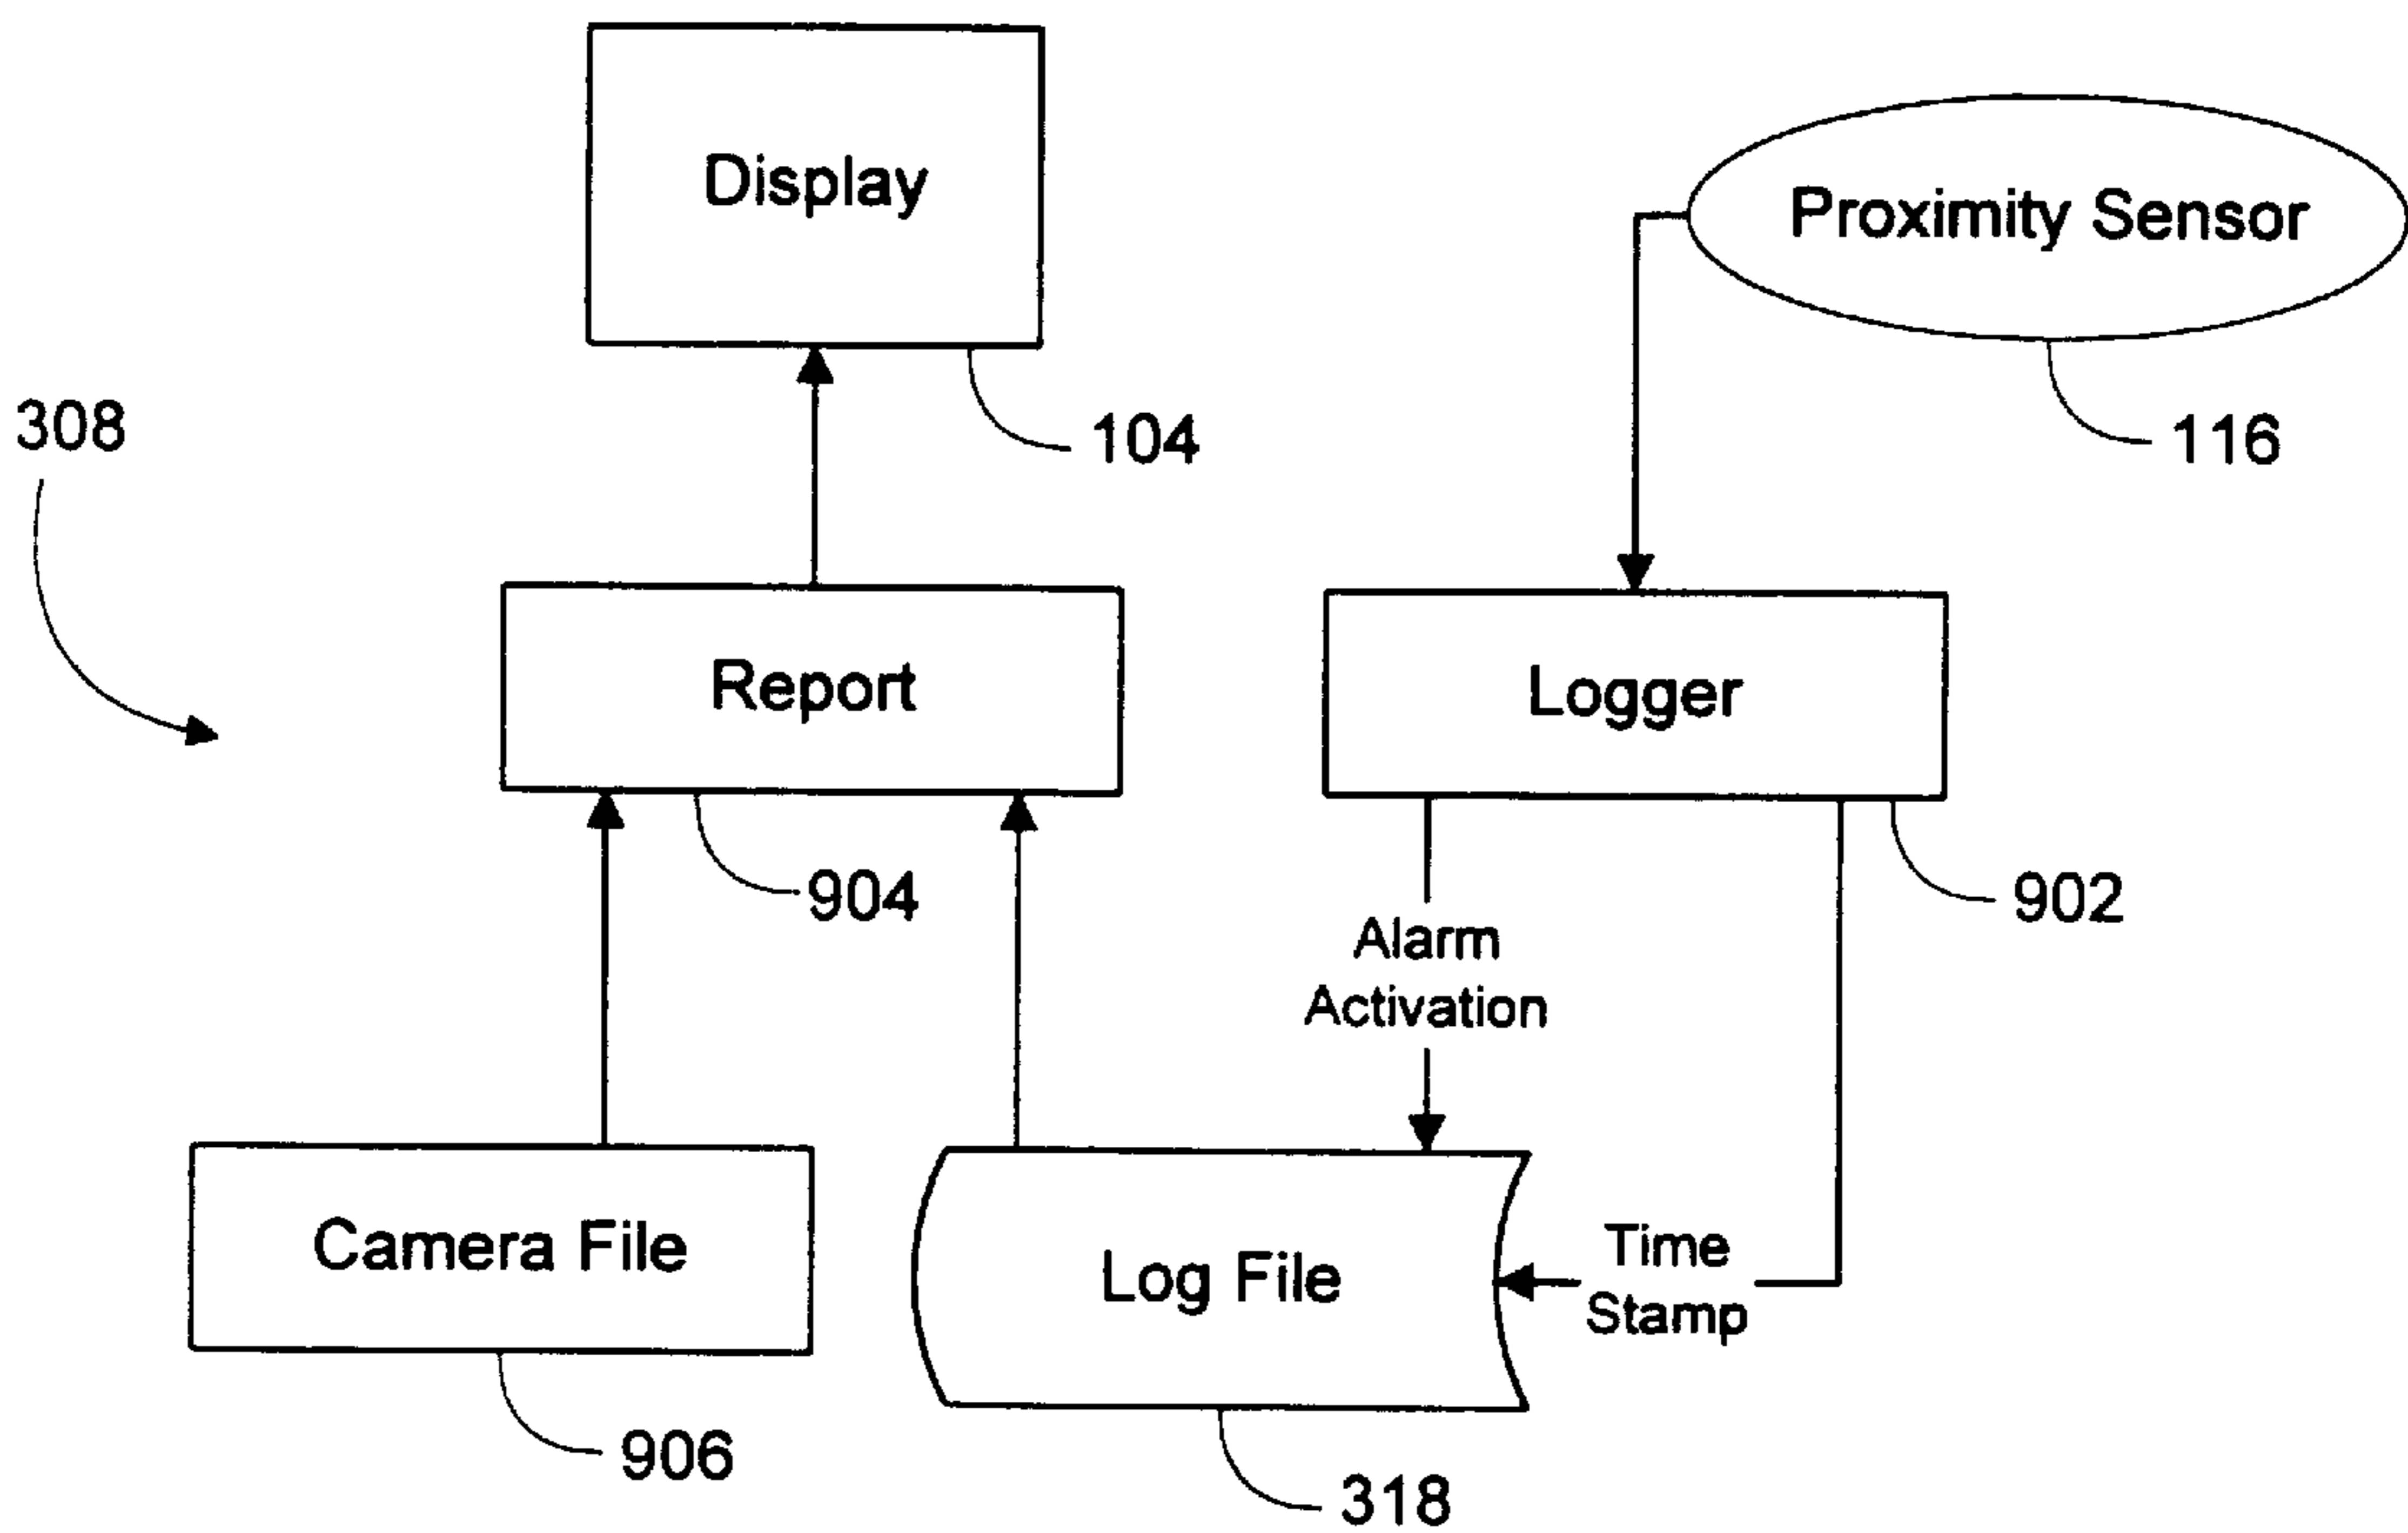 Display
Proximity Sensor
308
104
116
Report
Logger
904
902
Alarm
Activation
Camera File
Log File
Time
Stamp
906
318